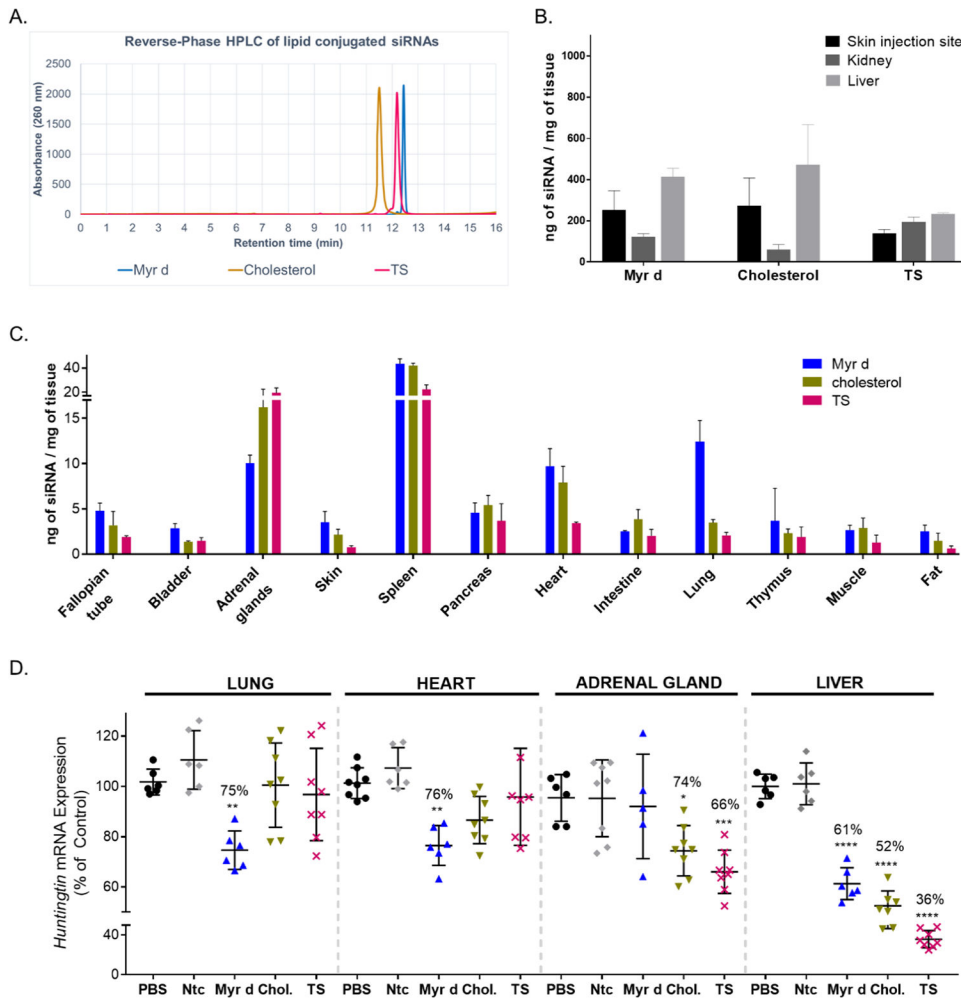 A.
Reverse-Phase HPLC of lipid conjugated siRNAs
Absorbance (260 nm)
2500
2000
1500
1000
500
0
0 1 2 3 4 5 6 7 8 9 10 11 12 13 14 15 16
Retention time (min)
Myr d Cholesterol TS
B.
ng of siRNA / mg of tissue
1000
800
600
400
200
0
Skin injection site
Kidney
Liver
Myr d Cholesterol TS
C.
ng of siRNA / mg of tissue
40
20
15
10
5
0
Myr d
cholesterol
TS
Fallopian tube
Bladder
Adrenal glands
Skin
Spleen
Pancreas
Heart
Intestine
Lung
Thymus
Muscle
Fat
D.
LUNG HEART ADRENAL GLAND LIVER
Huntingtin mRNA Expression
(% of Control)
120
100
80
60
40
20
0
75%
**
76%
**
74%
*
66%
***
61%
****
52%
****
36%
****
PBS Ntc Myr d Chol. TS PBS Ntc Myr d Chol. TS PBS Ntc Myr d Chol. TS PBS Ntc Myr d Chol. TS